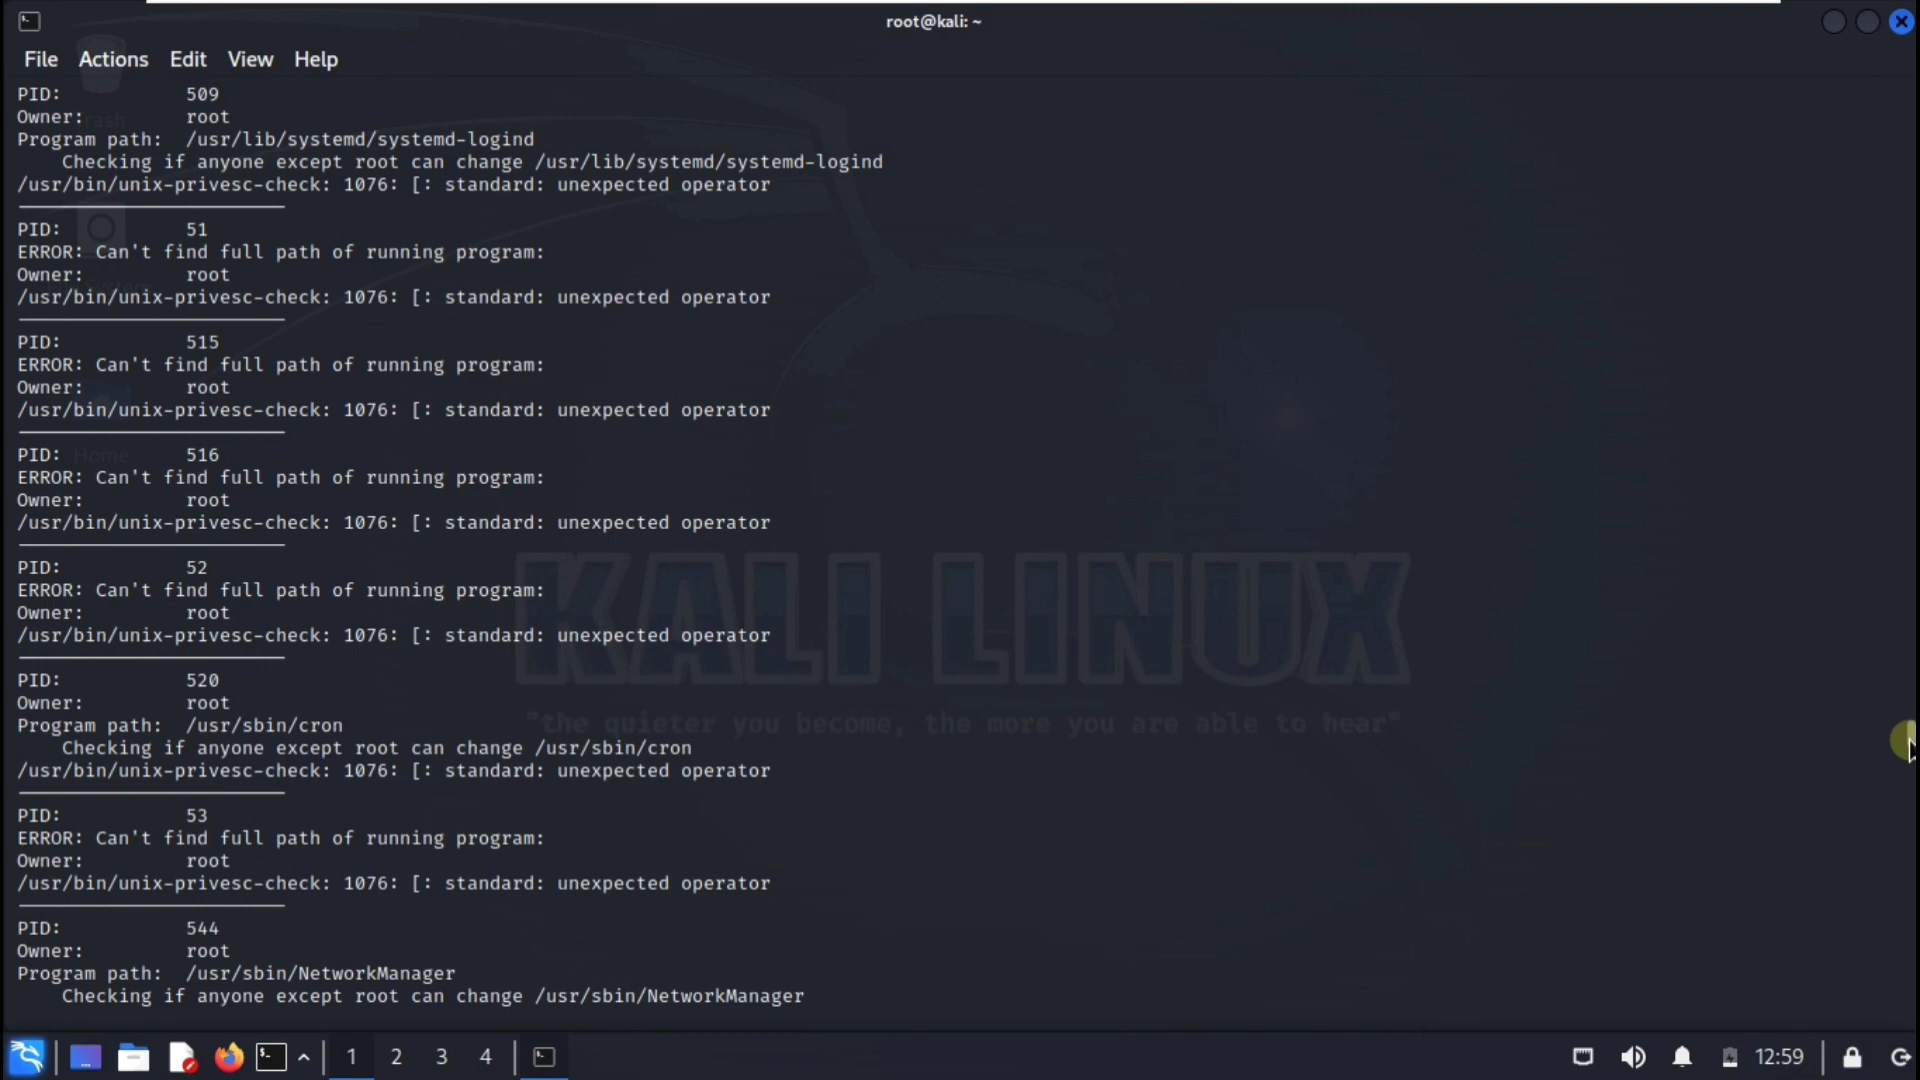 root@kali: ~
File Actions Edit View Help
PID: 509
Owner: root
Program path: /usr/lib/systemd/systemd-logind
Checking if anyone except root can change /usr/lib/systemd/systemd-logind
/usr/bin/unix-privesc-check: 1076: [: standard: unexpected operator
PID: 51
ERROR: Can't find full path of running program:
Owner: root
/usr/bin/unix-privesc-check: 1076: [: standard: unexpected operator
PID: 515
ERROR: Can't find full path of running program:
Owner: root
/usr/bin/unix-privesc-check: 1076: [: standard: unexpected operator
PID: 516
Home
ERROR: Can't find full path of running program:
Owner: root
/usr/bin/unix-privesc-check: 1076: [: standard: unexpected operator
PID: 52
ERROR: Can't find full path of running program:
Owner: root
/usr/bin/unix-privesc-check: 1076: [: standard: unexpected operator
KALI LINUX
PID: 520
Owner: root
Program path: /usr/sbin/cron
"the quieter you become, the more you are able to hear"
Checking if anyone except root can change /usr/sbin/cron
/usr/bin/unix-privesc-check: 1076: [: standard: unexpected operator
PID: 53
ERROR: Can't find full path of running program:
Owner: root
/usr/bin/unix-privesc-check: 1076: [: standard: unexpected operator
PID: 544
Owner: root
Program path: /usr/sbin/NetworkManager
Checking if anyone except root can change /usr/sbin/NetworkManager
1 2 3 4 12:59